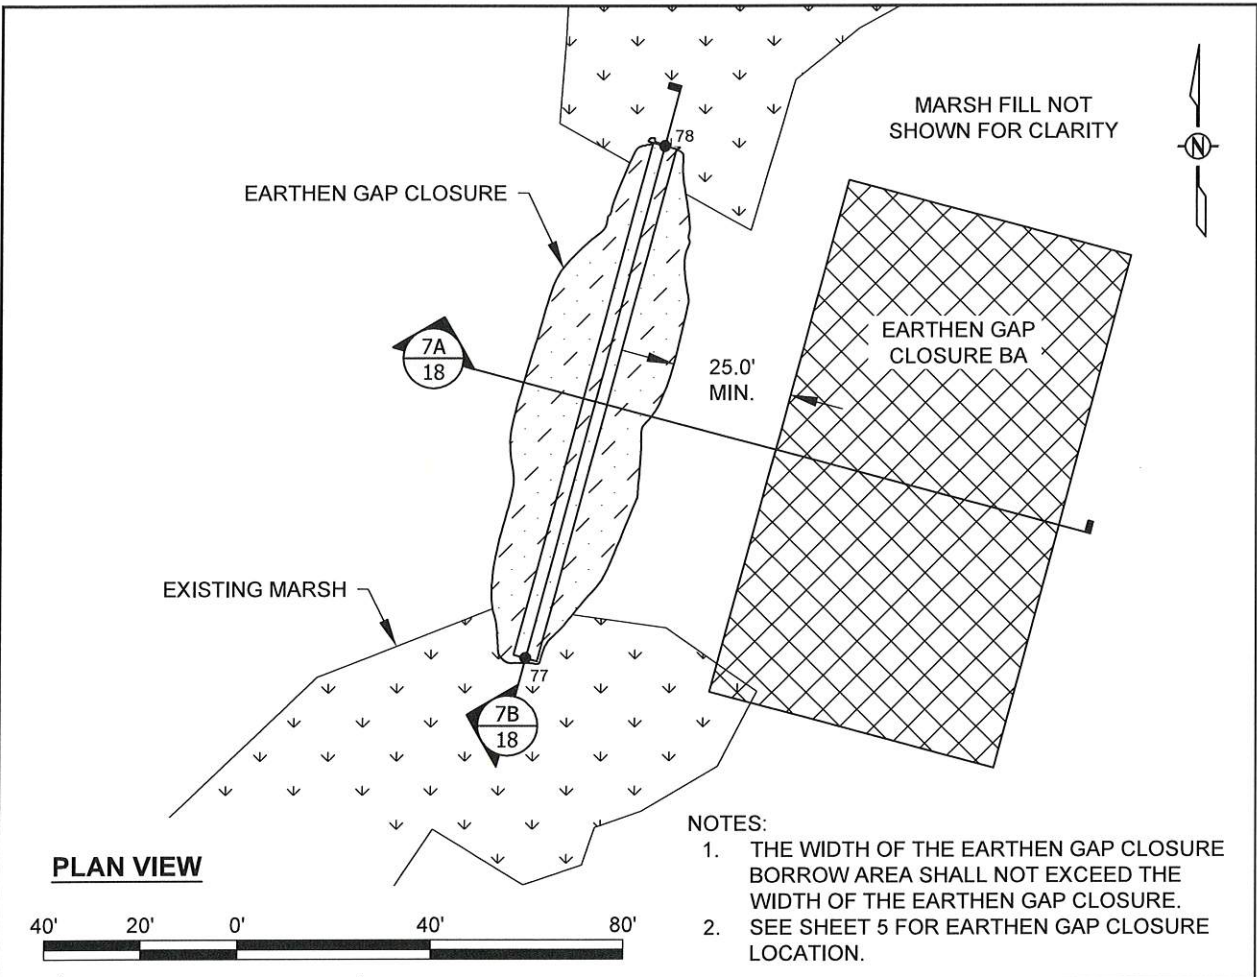 MARSH FILL NOT
SHOWN FOR CLARITY
N
78
EARTHEN GAP CLOSURE
7A
18
25.0'
MIN.
EARTHEN GAP
CLOSURE BA
EXISTING MARSH
77
7B
18
PLAN VIEW
40' 20' 0' 40' 80'
NOTES:
1. THE WIDTH OF THE EARTHEN GAP CLOSURE
BORROW AREA SHALL NOT EXCEED THE
WIDTH OF THE EARTHEN GAP CLOSURE.
2. SEE SHEET 5 FOR EARTHEN GAP CLOSURE
LOCATION.